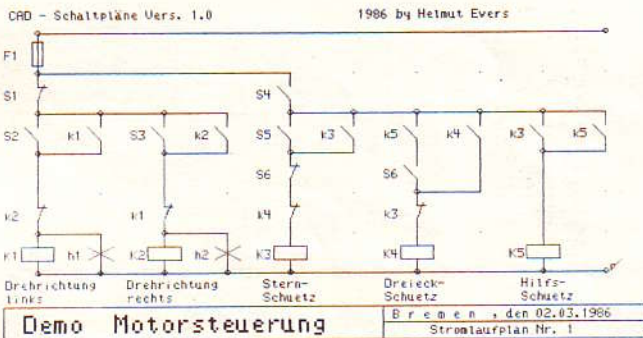 CAD - Schaltpläne Vers. 1.0
1986 by Helmut Evers
F1
S1
S4
S2 k1 S3 k2 S5 k3 k5 k4 k3 k5
S6 S6
k2 k1 k4 k3
K1 h1 K2 h2 K3 K4 K5
Drehrichtung links
Drehrichtung rechts
Stern-Schuetz
Dreieck-Schuetz
Hilfs-Schuetz
Demo Motorsteuerung
Bremen , den 02.03.1986
Stromlaufplan Nr. 1